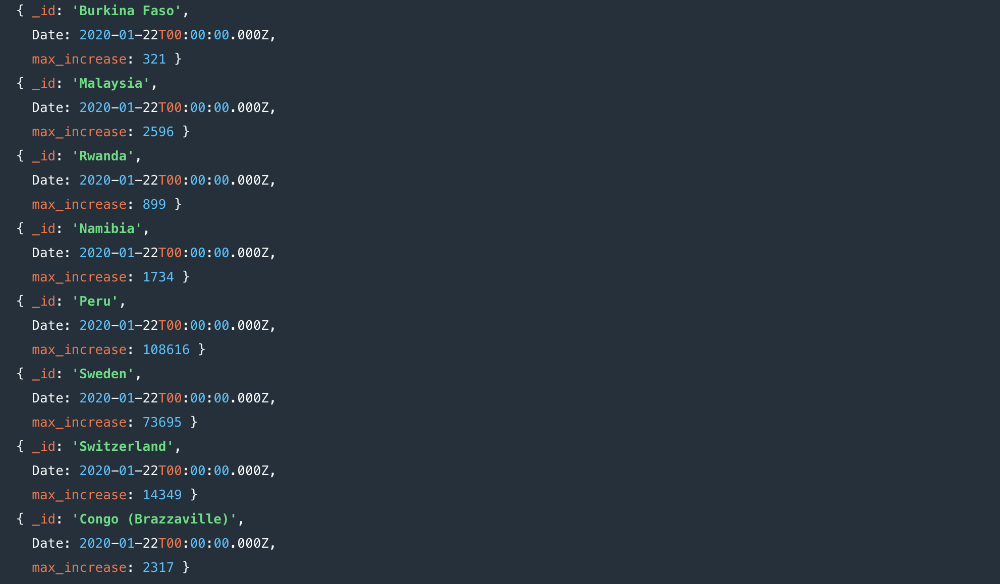 { _id: 'Burkina Faso',
Date: 2020-01-22T00:00:00.000Z,
max_increase: 321 }
{ _id: 'Malaysia',
Date: 2020-01-22T00:00:00.000Z,
max_increase: 2596 }
{ _id: 'Rwanda',
Date: 2020-01-22T00:00:00.000Z,
max_increase: 899 }
{ _id: 'Namibia',
Date: 2020-01-22T00:00:00.000Z,
max_increase: 1734 }
{ _id: 'Peru',
Date: 2020-01-22T00:00:00.000Z,
max_increase: 108616 }
{ _id: 'Sweden',
Date: 2020-01-22T00:00:00.000Z,
max_increase: 73695 }
{ _id: 'Switzerland',
Date: 2020-01-22T00:00:00.000Z,
max_increase: 14349 }
{ _id: 'Congo (Brazzaville)',
Date: 2020-01-22T00:00:00.000Z,
max_increase: 2317 }